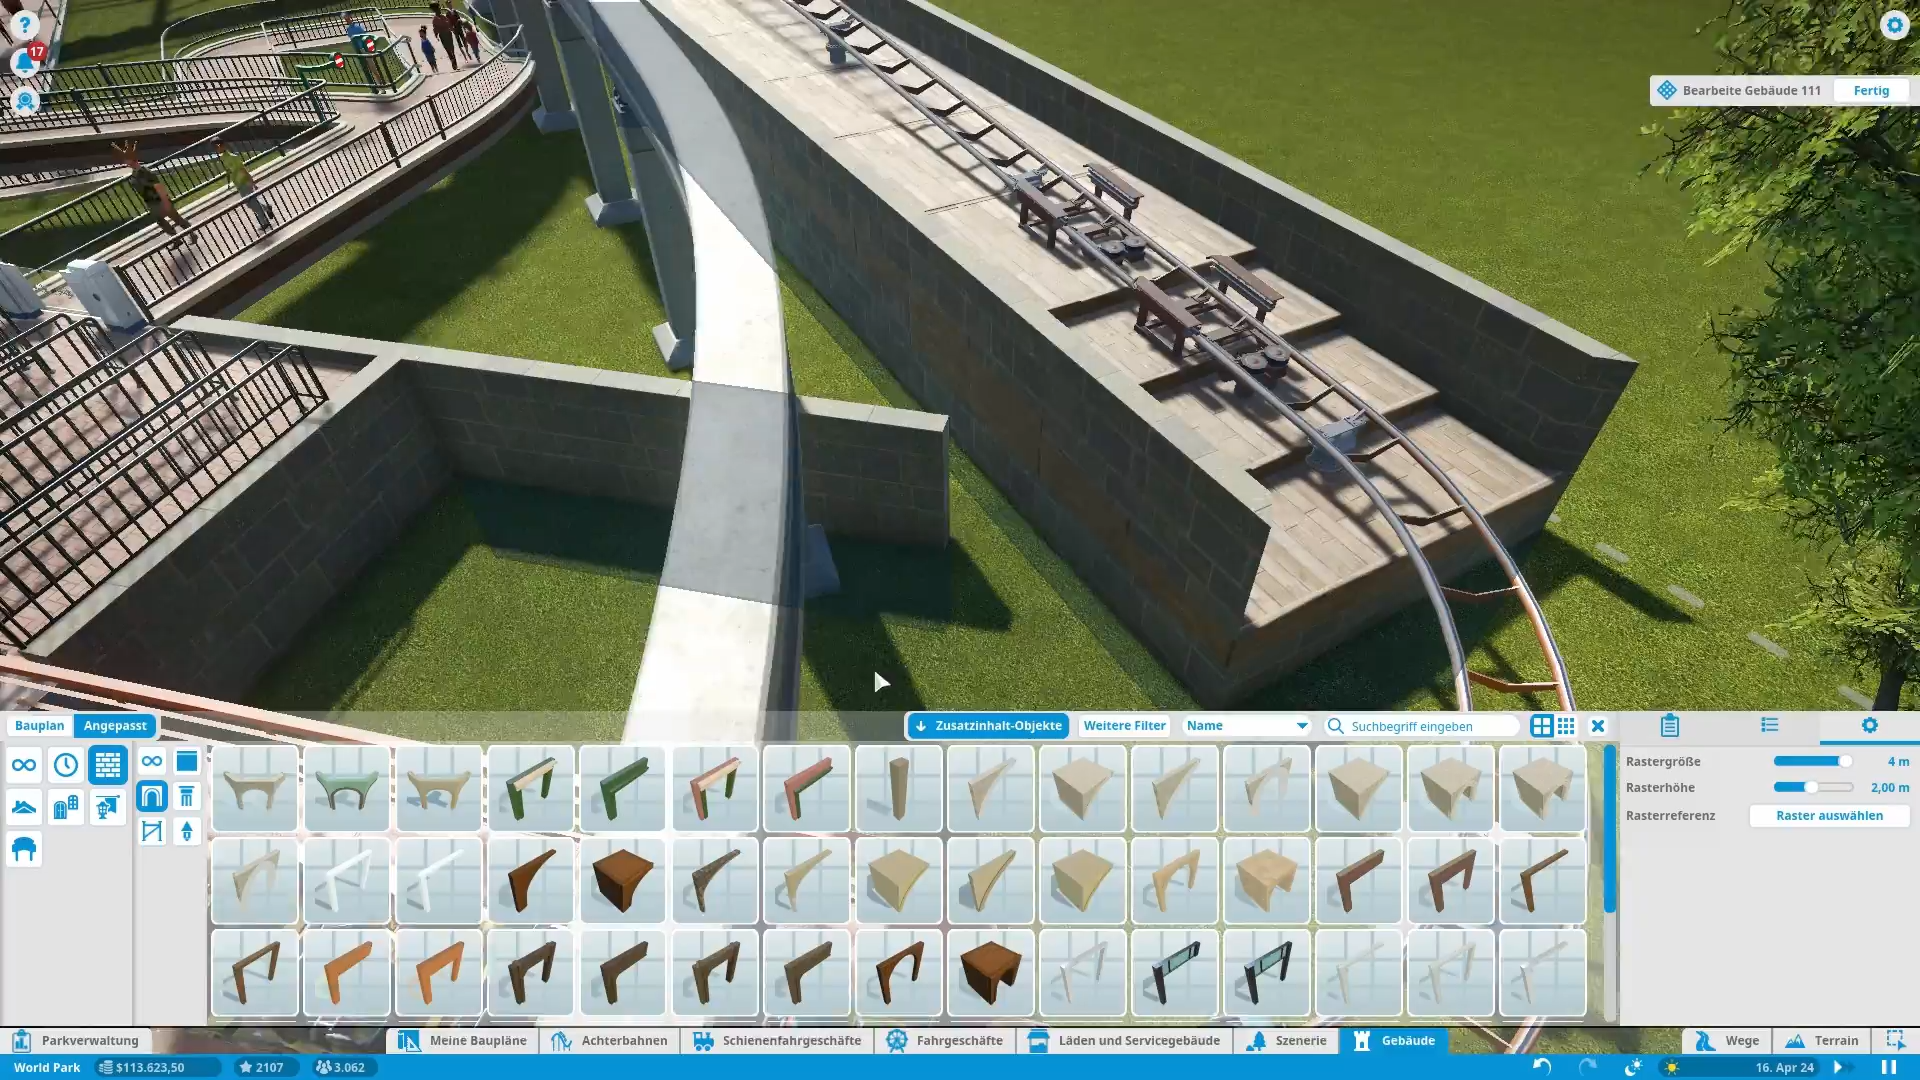 ?
17
Bearbeite Gebäude 111
Fertig
Bauplan
Angepasst
Zusatzinhalt-Objekte
Weitere Filter
Name
Suchbegriff eingeben
Rastergröße
4 m
Rasterhöhe
2,00 m
Rasterreferenz
Raster auswählen
Parkverwaltung
Meine Baupläne
Achterbahnen
Schienenfahrgeschäfte
Fahrgeschäfte
Läden und Servicegebäude
Szenerie
Gebäude
Wege
Terrain
World Park
$113.623,50
2107
3.062
16. Apr 24